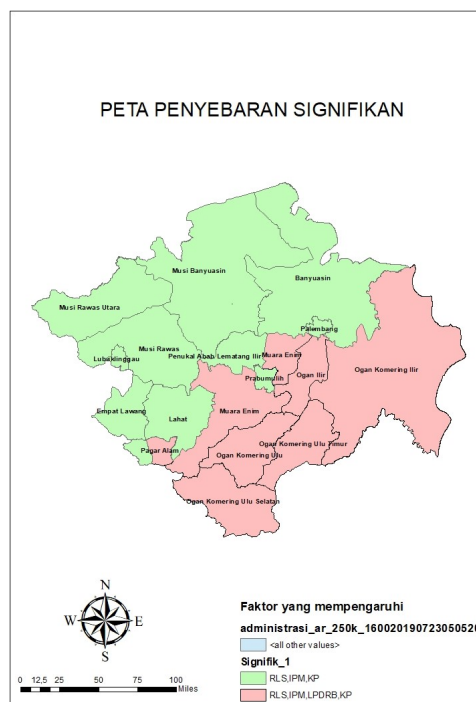 PETA PENYEBARAN SIGNIFIKAN
Musi Banyuasin
Banyuasin
Musi Rawas Utara
Palembang
Musi Rawas
Penukal Abab Lematang Ilir
Muara Enim
Lubuklinggau
Ogan Ilir
Ogan Komering Ilir
Prabumulih
Empat Lawang
Lahat
Muara Enim
Ogan Komering Ulu Timur
Pagar Alam
Ogan Komering Ulu
Ogan Komering Ulu Selatan
N
W
E
S
0 12,5 25 50 75 100
Miles
Faktor yang mempengaruhi
administrasi_ar_250k_160020190723050520
<all other values>
Signifik_1
RLS,IPM,KP
RLS,IPM,LPDRB,KP